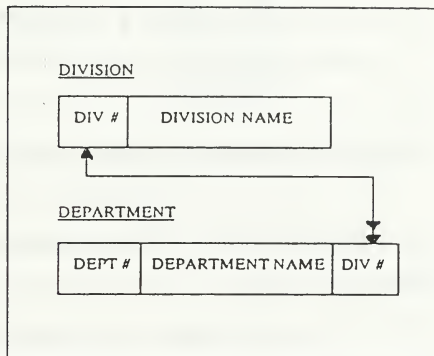 DIVISION
DIV # DIVISION NAME
DEPARTMENT
DEPT # DEPARTMENT NAME DIV #